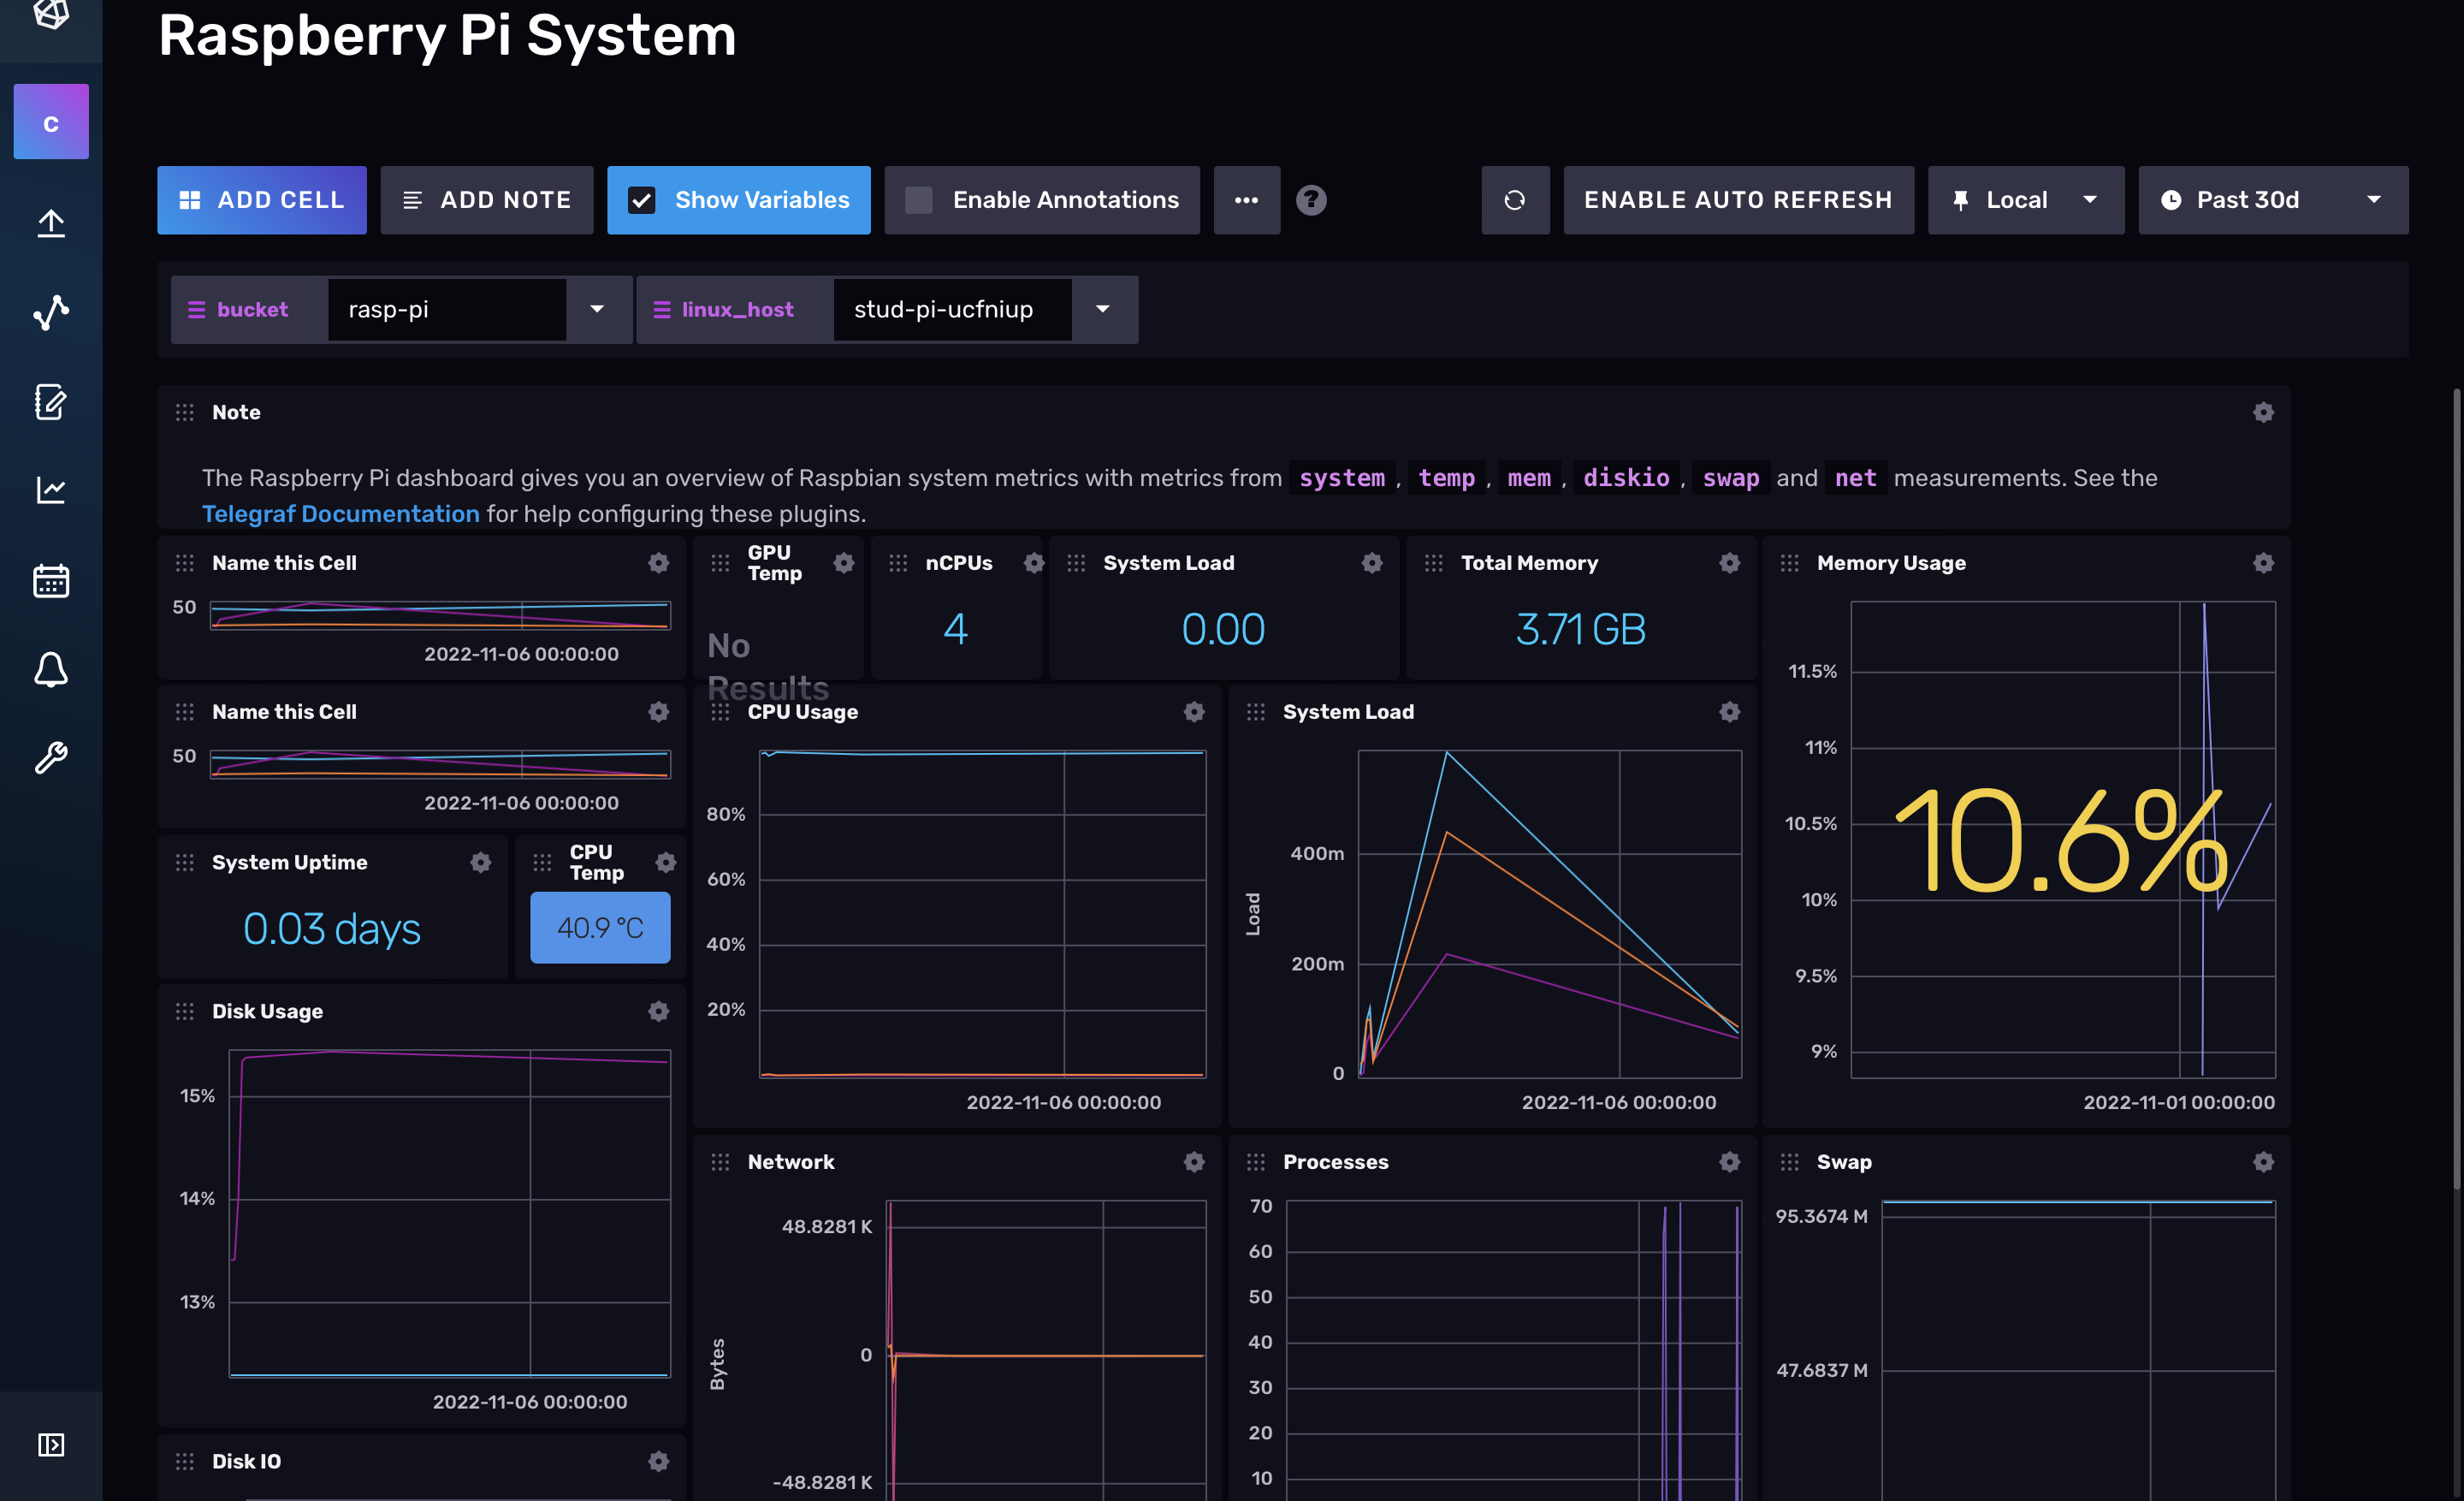 Raspberry Pi System
C
ADD CELL
ADD NOTE
Show Variables
Enable Annotations
?
ENABLE AUTO REFRESH
Local
Past 30d
bucket
rasp-pi
linux_host
stud-pi-ucfniup
Note
The Raspberry Pi dashboard gives you an overview of Raspbian system metrics with metrics from system, temp, mem, diskio, swap and net measurements. See the
Telegraf Documentation for help configuring these plugins.
Name this Cell
50
2022-11-06 00:00:00
GPU
Temp
No
Results
nCPUs
4
System Load
0.00
Total Memory
3.71 GB
Memory Usage
11.5%
11%
10.5%
10%
9.5%
9%
10.6%
2022-11-01 00:00:00
Name this Cell
50
2022-11-06 00:00:00
CPU Usage
80%
60%
40%
20%
2022-11-06 00:00:00
System Load
Load
400m
200m
0
2022-11-06 00:00:00
System Uptime
0.03 days
CPU
Temp
40.9 °C
Disk Usage
15%
14%
13%
2022-11-06 00:00:00
Network
Bytes
48.8281 K
0
-48.8281 K
Processes
70
60
50
40
30
20
10
Swap
95.3674 M
47.6837 M
Disk IO